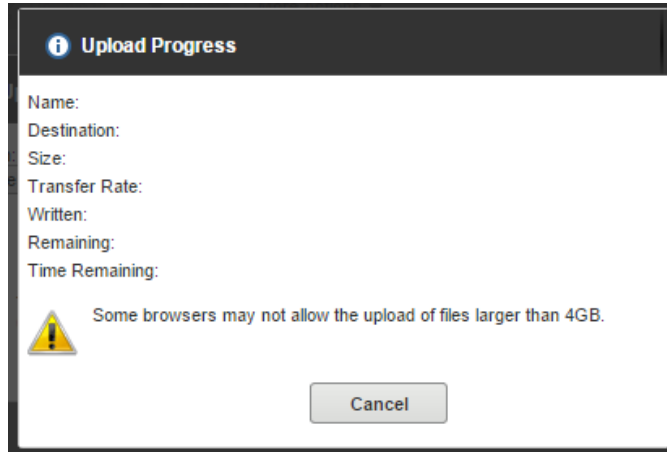 Upload Progress
Name:
Destination:
Size:
Transfer Rate:
Written:
Remaining:
Time Remaining:
Some browsers may not allow the upload of files larger than 4GB.
Cancel